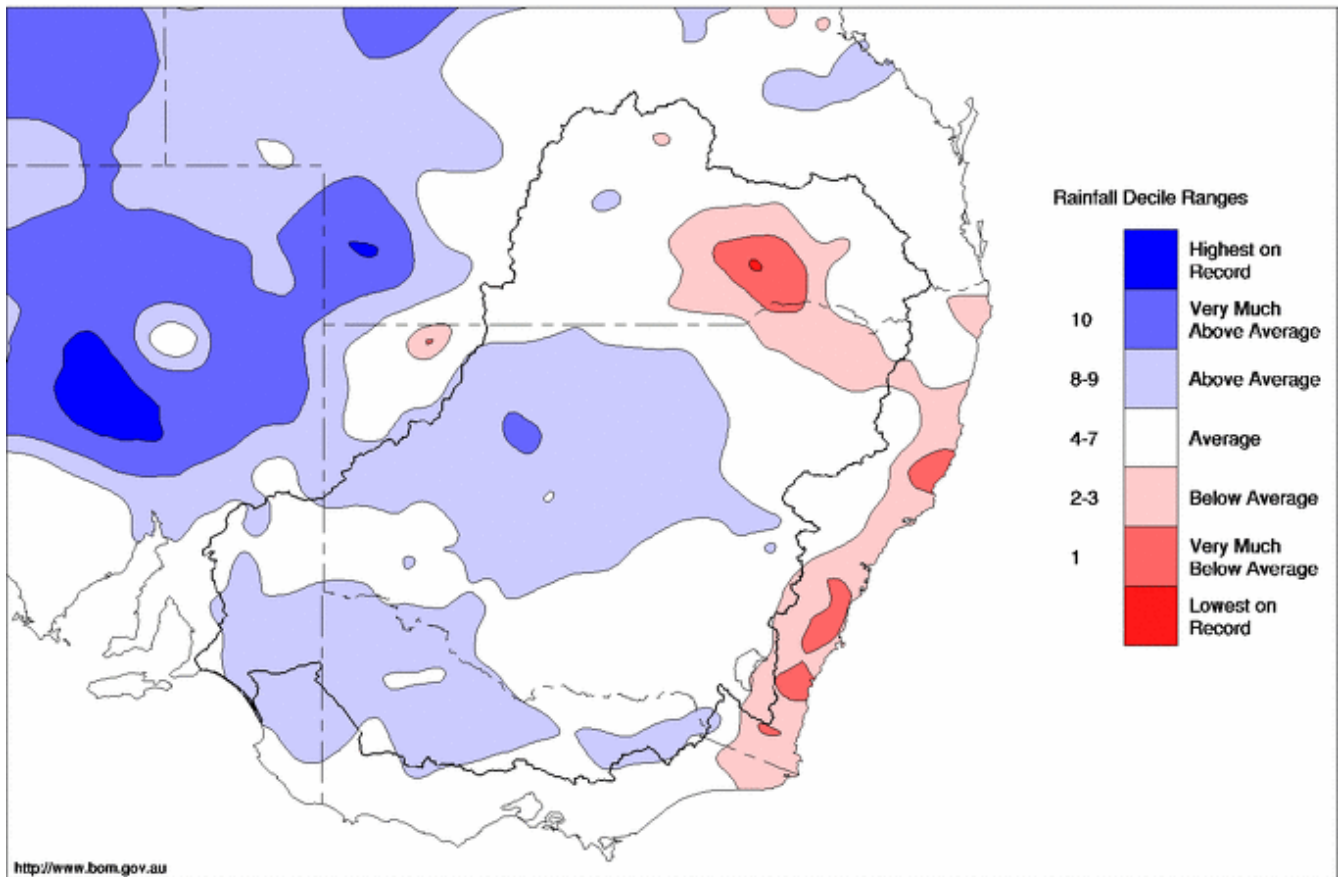 Rainfall Decile Ranges
Highest on
Record
10
Very Much
Above Average
8-9
Above Average
4-7
Average
2-3
Below Average
1
Very Much
Below Average
Lowest on
Record
http://www.bom.gov.au